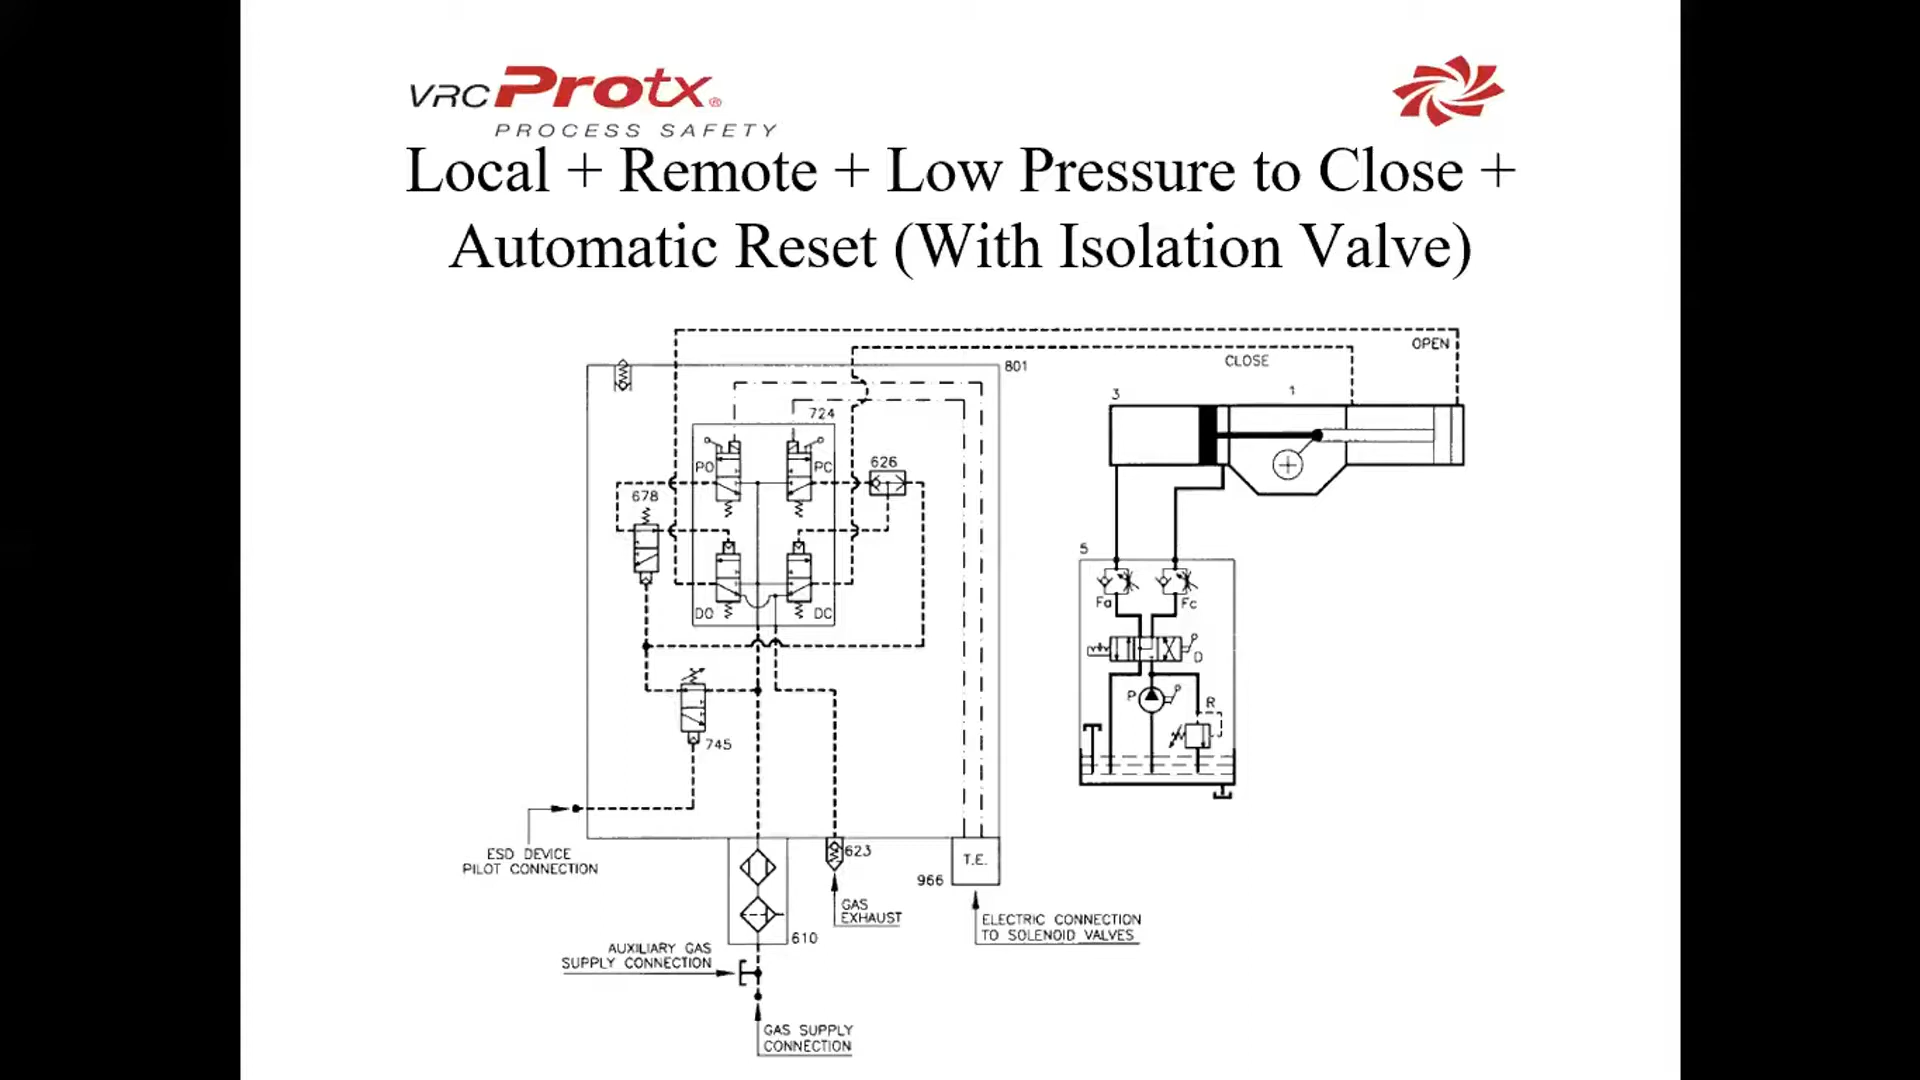 VRC Protx®
PROCESS SAFETY
Local + Remote + Low Pressure to Close +
Automatic Reset (With Isolation Valve)
OPEN
CLOSE
801
3
1
724
PO
PC
626
678
5
Fa
Fc
DO
DC
D
P
R
745
ESD DEVICE
PILOT CONNECTION
623
T.E.
966
GAS
EXHAUST
ELECTRIC CONNECTION
TO SOLENOID VALVES
610
AUXILIARY GAS
SUPPLY CONNECTION
GAS SUPPLY
CONNECTION